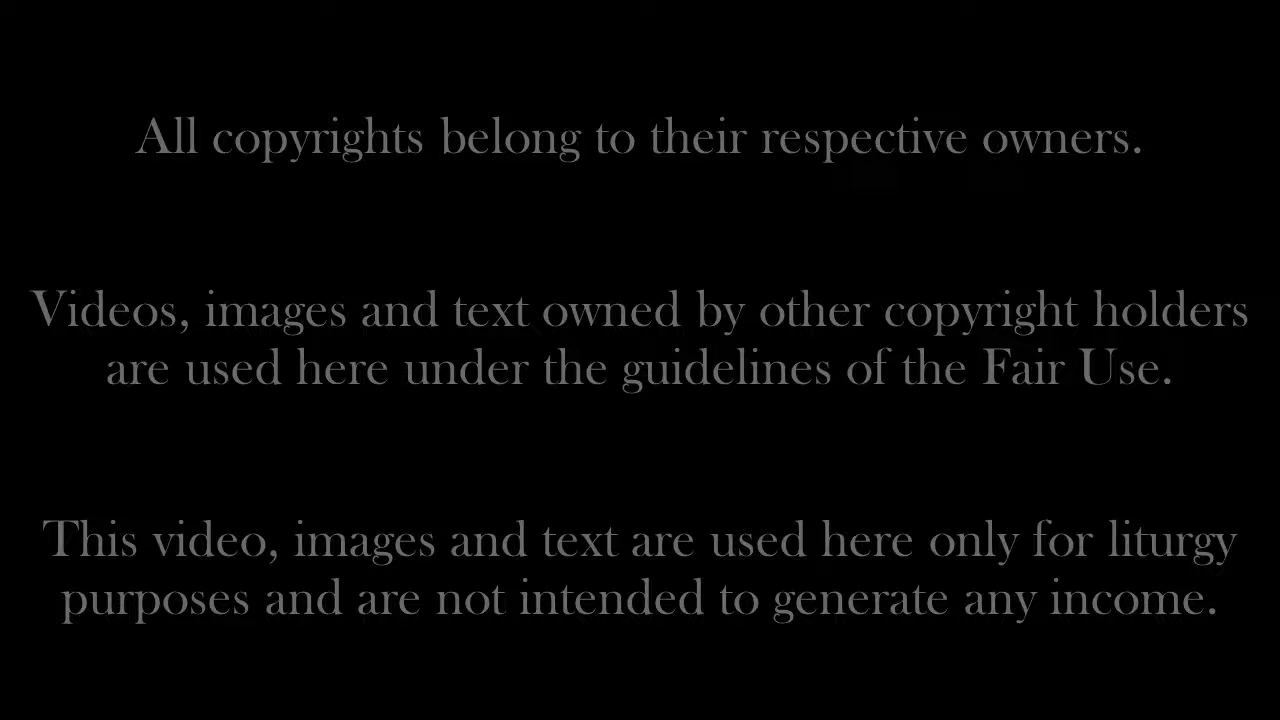 All copyrights belong to their respective owners.
Videos, images and text owned by other copyright holders
are used here under the guidelines of the Fair Use.
This video, images and text are used here only for liturgy
purposes and are not intended to generate any income.